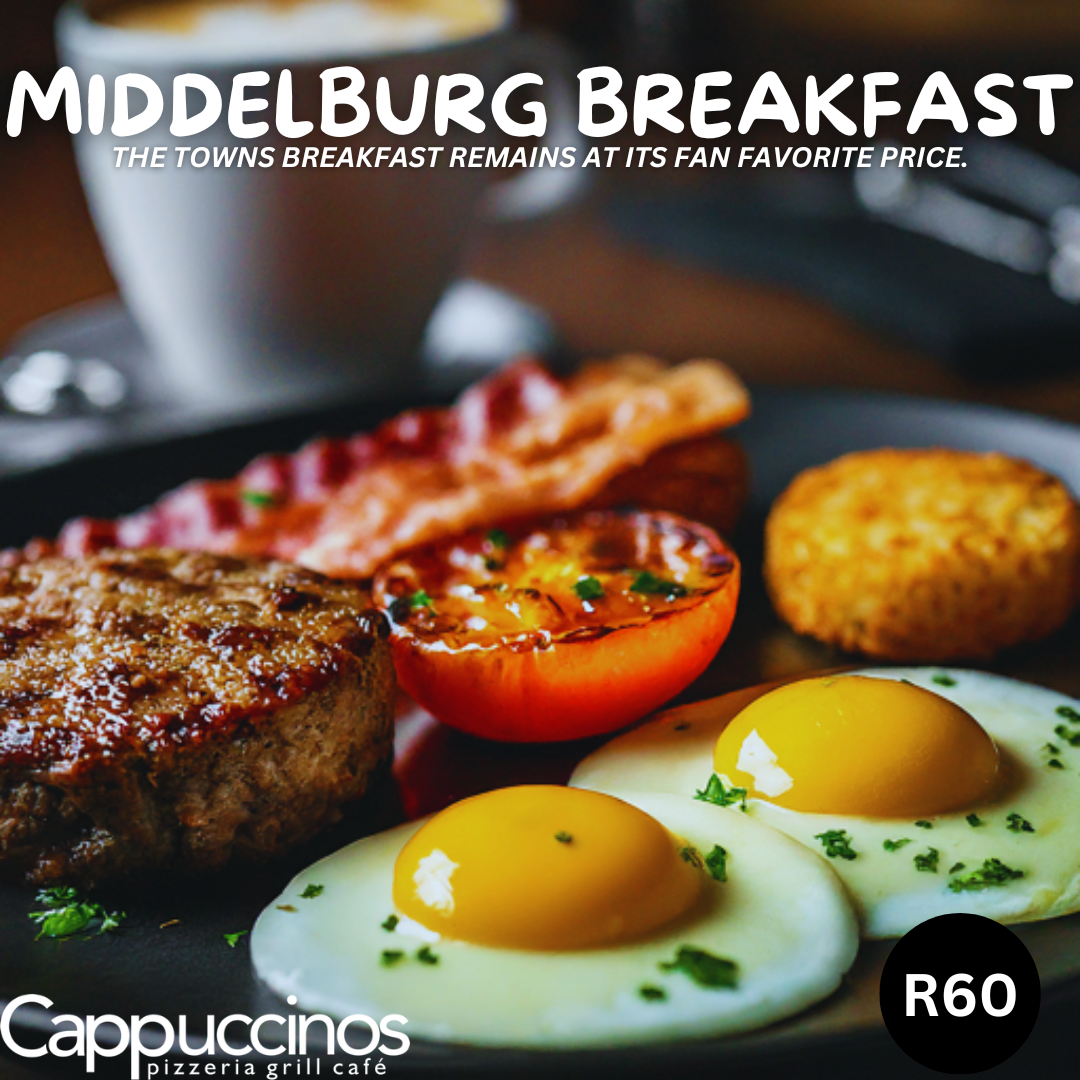 MIDDELBURG BREAKFAST
THE TOWNS BREAKFAST REMAINS AT ITS FAN FAVORITE PRICE.
R60
Cappuccinos
pizzeria grill café